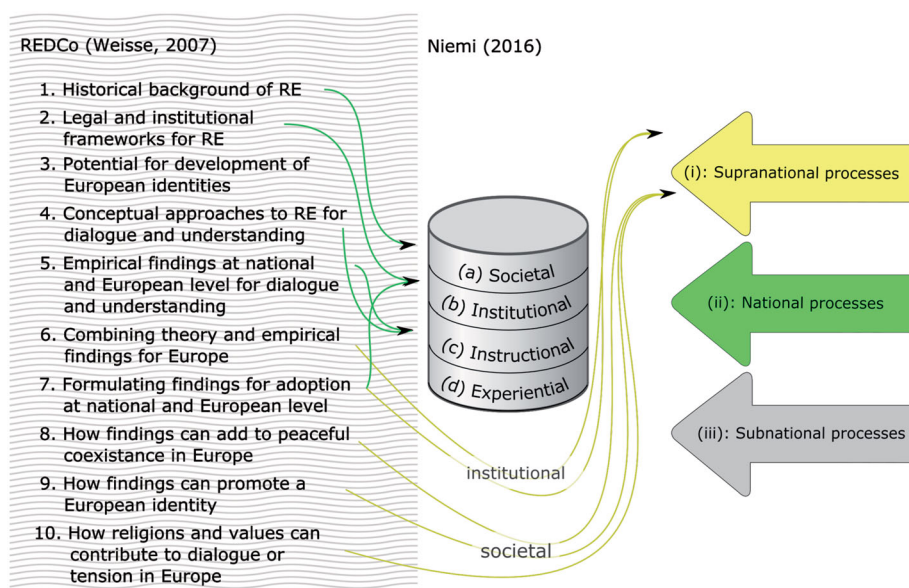 REDCo (Weisse, 2007)
1. Historical background of RE
2. Legal and institutional
frameworks for RE
3. Potential for development of
European identities
4. Conceptual approaches to RE for
dialogue and understanding
5. Empirical findings at national
and European level for dialogue
and understanding
6. Combining theory and empirical
findings for Europe
7. Formulating findings for adoption
at national and European level
8. How findings can add to peaceful
coexistance in Europe
9. How findings can promote a
European identity
10. How religions and values can
contribute to dialogue or
tension in Europe
Niemi (2016)
(a) Societal
(b) Institutional
(c) Instructional
(d) Experiential
institutional
societal
(i): Supranational processes
(ii): National processes
(iii): Subnational processes